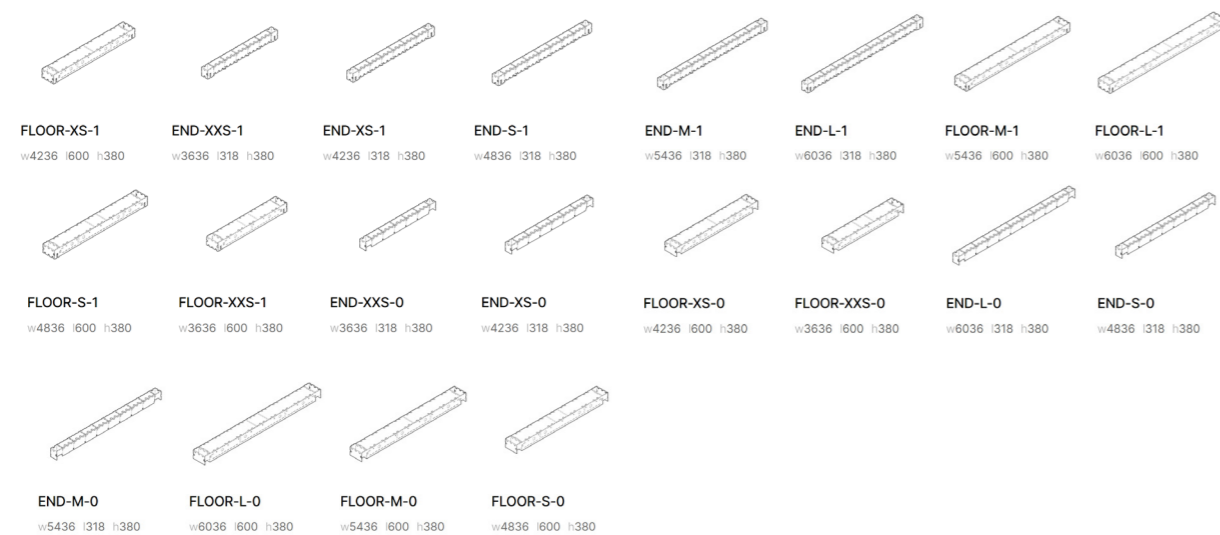 FLOOR-XS-1 END-XXS-1 END-XS-1 END-S-1 END-M-1 END-L-1 FLOOR-M-1 FLOOR-L-1
w4236 l600 h380 w3636 l318 h380 w4236 l318 h380 w4836 l318 h380 w5436 l318 h380 w6036 l318 h380 w5436 l600 h380 w6036 l600 h380
FLOOR-S-1 FLOOR-XXS-1 END-XXS-0 END-XS-0 FLOOR-XS-0 FLOOR-XXS-0 END-L-0 END-S-0
w4836 l600 h380 w3636 l600 h380 w3636 l318 h380 w4236 l318 h380 w4236 l600 h380 w3636 l600 h380 w6036 l318 h380 w4836 l318 h380
END-M-0 FLOOR-L-0 FLOOR-M-0 FLOOR-S-0
w5436 l318 h380 w6036 l600 h380 w5436 l600 h380 w4836 l600 h380